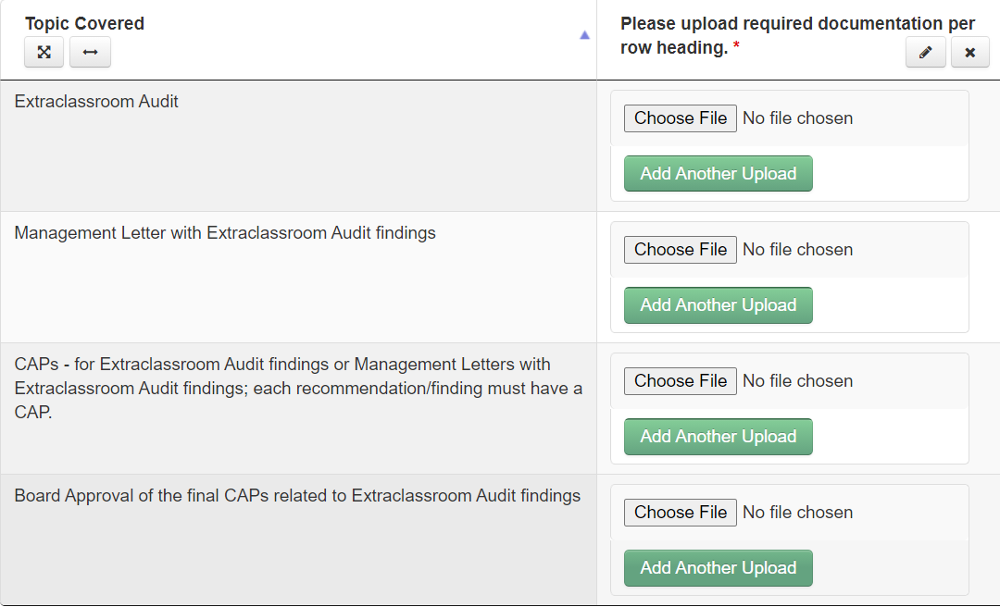 Topic Covered
Please upload required documentation per
row heading. *
Extraclassroom Audit
Choose File No file chosen
Add Another Upload
Management Letter with Extraclassroom Audit findings
Choose File No file chosen
Add Another Upload
CAPs - for Extraclassroom Audit findings or Management Letters with
Extraclassroom Audit findings; each recommendation/finding must have a
CAP.
Choose File No file chosen
Add Another Upload
Board Approval of the final CAPs related to Extraclassroom Audit findings
Choose File No file chosen
Add Another Upload